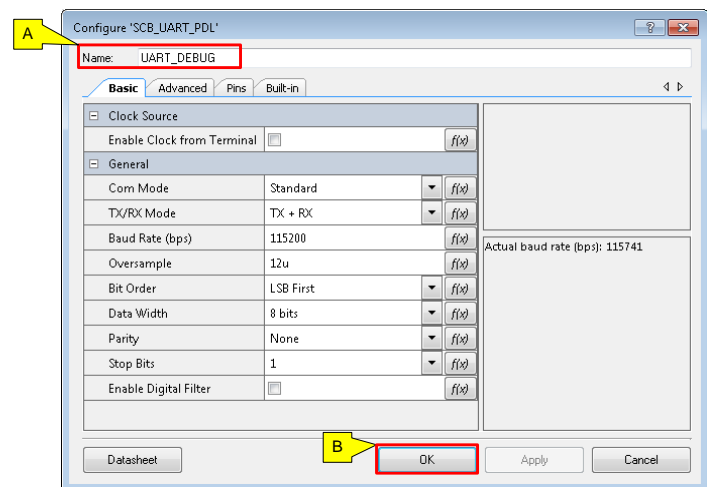 Configure 'SCB_UART_PDL'
A
Name: UART_DEBUG
Basic Advanced Pins Built-in
Clock Source
Enable Clock from Terminal f(x)
General
Com Mode Standard f(x)
TX/RX Mode TX + RX f(x)
Baud Rate (bps) 115200 f(x)
Actual baud rate (bps): 115741
Oversample 12u f(x)
Bit Order LSB First f(x)
Data Width 8 bits f(x)
Parity None f(x)
Stop Bits 1 f(x)
Enable Digital Filter f(x)
B
Datasheet OK Apply Cancel